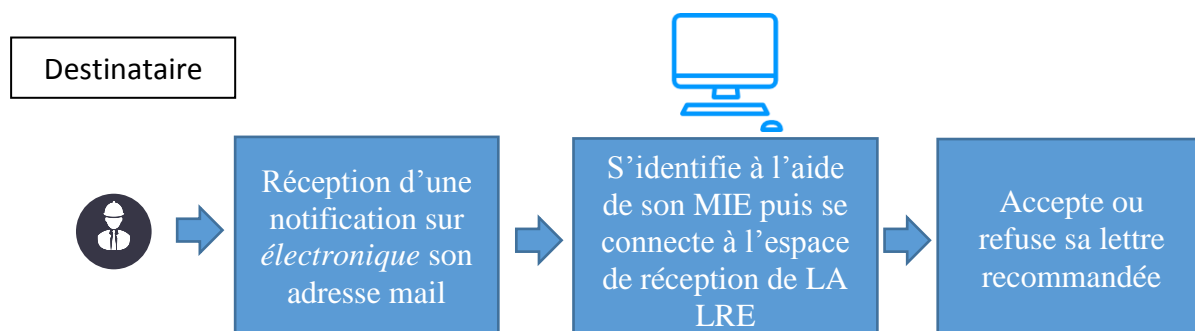 Destinataire
Réception d’une
notification sur
électronique son
adresse mail
S’identifie à l’aide
de son MIE puis se
connecte à l’espace
de réception de LA
LRE
Accepte ou
refuse sa lettre
recommandée